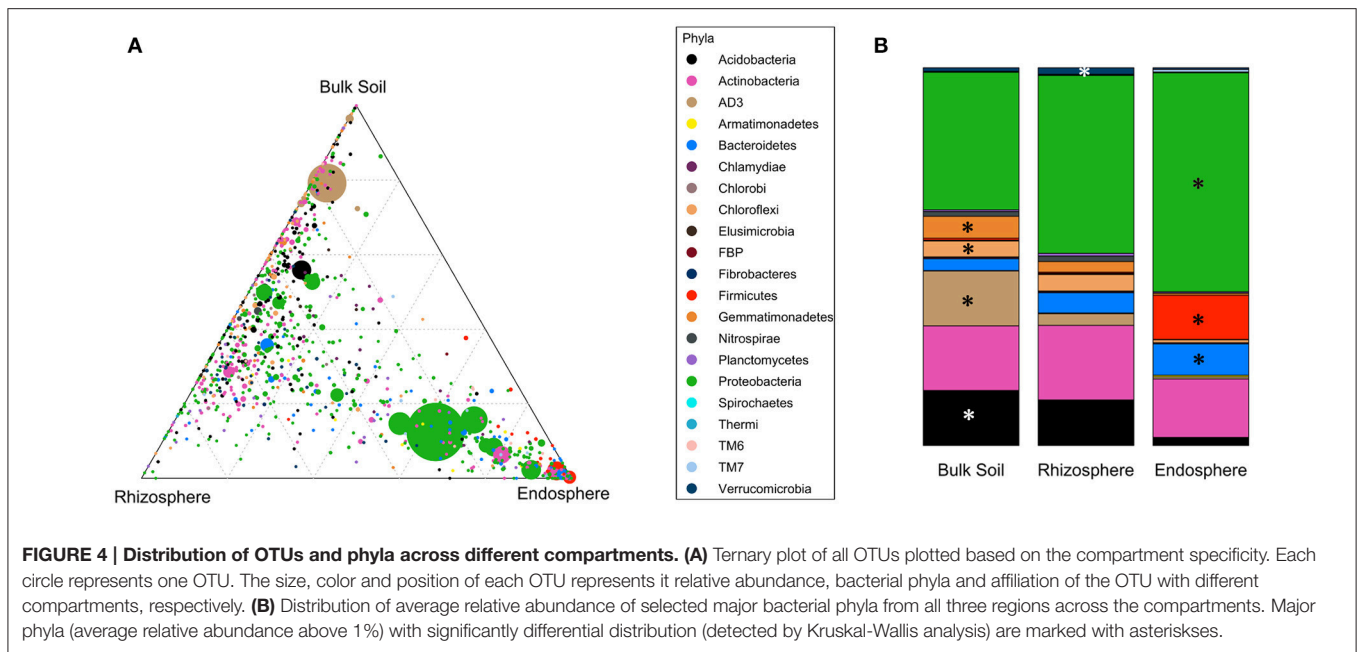 A
Bulk Soil
Rhizosphere
Endosphere
Phyla
Acidobacteria
Actinobacteria
AD3
Armatimonadetes
Bacteroidetes
Chlamydiae
Chlorobi
Chloroflexi
Elusimicrobia
FBP
Fibrobacteres
Firmicutes
Gemmatimonadetes
Nitrospirae
Planctomycetes
Proteobacteria
Spirochaetes
Thermi
TM6
TM7
Verrucomicrobia
B
*
*
*
*
*
*
*
*
Bulk Soil Rhizosphere Endosphere
FIGURE 4 | Distribution of OTUs and phyla across different compartments. (A) Ternary plot of all OTUs plotted based on the compartment specificity. Each
circle represents one OTU. The size, color and position of each OTU represents it relative abundance, bacterial phyla and affiliation of the OTU with different
compartments, respectively. (B) Distribution of average relative abundance of selected major bacterial phyla from all three regions across the compartments. Major
phyla (average relative abundance above 1%) with significantly differential distribution (detected by Kruskal-Wallis analysis) are marked with asteriskses.